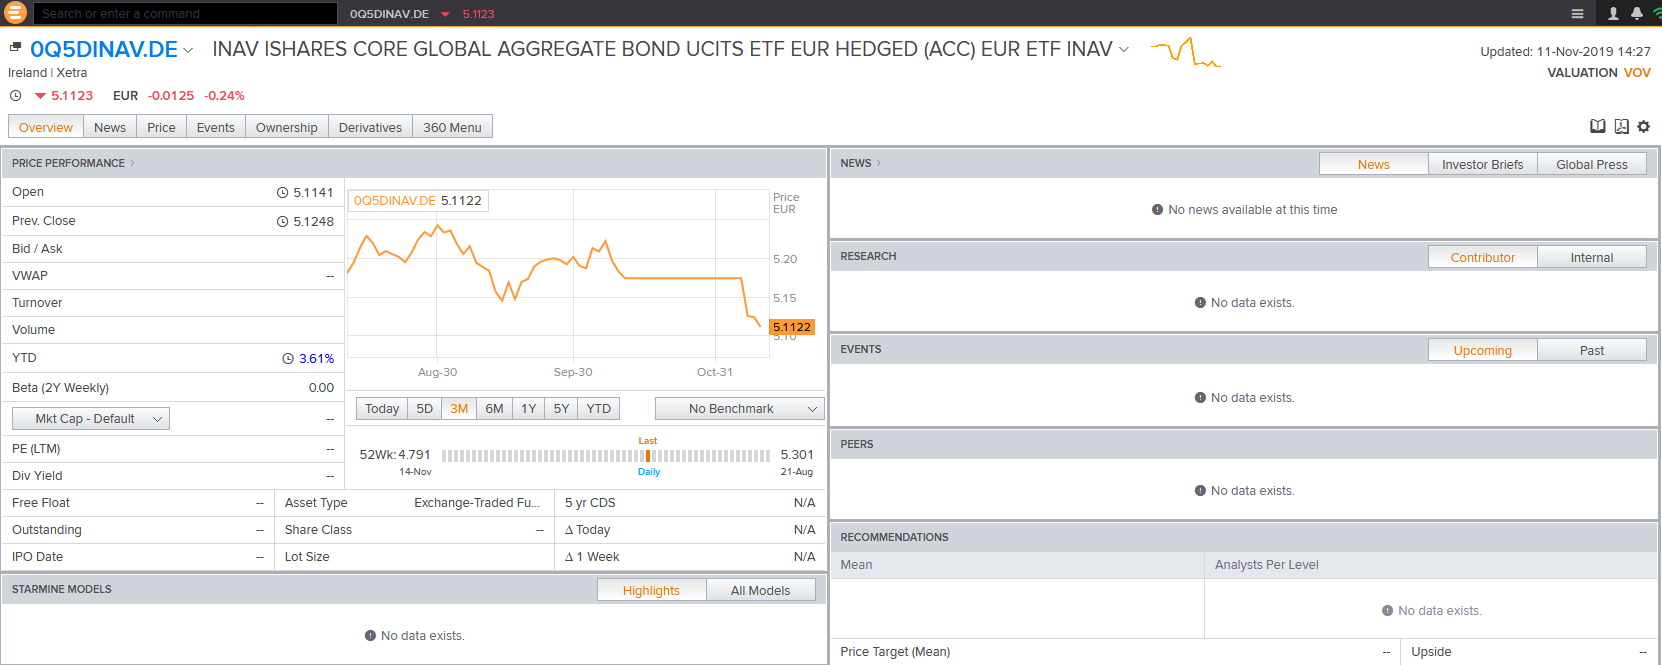 Search or enter a command
0Q5DINAV.DE 5.1123
0Q5DINAV.DE INAV ISHARES CORE GLOBAL AGGREGATE BOND UCITS ETF EUR HEDGED (ACC) EUR ETF INAV
Updated: 11-Nov-2019 14:27
Ireland | Xetra
VALUATION VOV
5.1123 EUR -0.0125 -0.24%
Overview News Price Events Ownership Derivatives 360 Menu
PRICE PERFORMANCE
Open 5.1141
Prev. Close 5.1248
Bid / Ask
VWAP --
Turnover
Volume
YTD 3.61%
Beta (2Y Weekly) 0.00
Mkt Cap - Default --
PE (LTM) --
Div Yield --
0Q5DINAV.DE 5.1122
Price
EUR
5.20
5.15
5.1122
5.10
Aug-30 Sep-30 Oct-31
Today 5D 3M 6M 1Y 5Y YTD No Benchmark
Last
52Wk: 4.791 5.301
14-Nov Daily 21-Aug
Free Float -- Asset Type Exchange-Traded Fu... 5 yr CDS N/A
Outstanding -- Share Class -- Δ Today N/A
IPO Date -- Lot Size Δ 1 Week N/A
STARMINE MODELS Highlights All Models
No data exists.
NEWS News Investor Briefs Global Press
No news available at this time
RESEARCH Contributor Internal
No data exists.
EVENTS Upcoming Past
No data exists.
PEERS
No data exists.
RECOMMENDATIONS
Mean Analysts Per Level
No data exists.
Price Target (Mean) -- Upside --